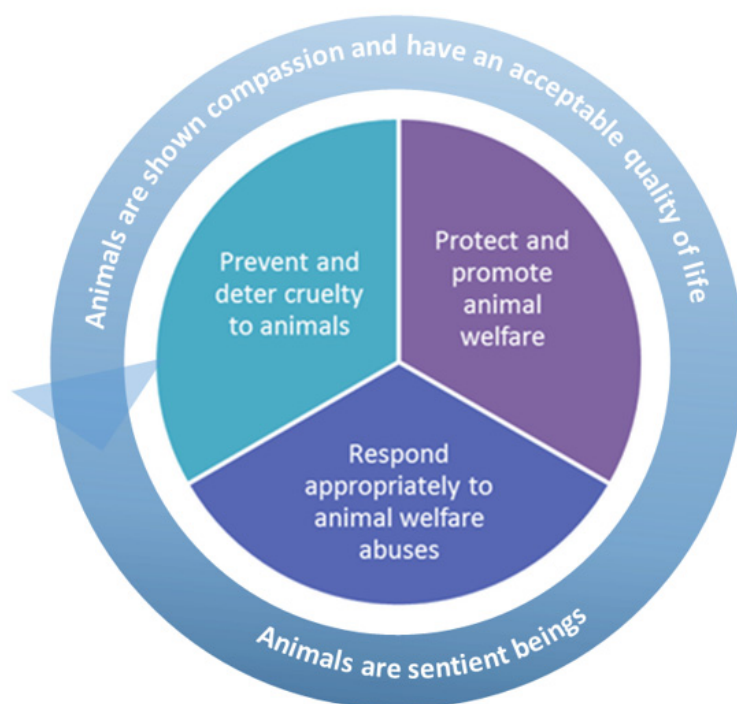 Animals are shown compassion and have an acceptable quality of life
Prevent and
deter cruelty
to animals
Protect and
promote
animal
welfare
Respond
appropriately to
animal welfare
abuses
Animals are sentient beings